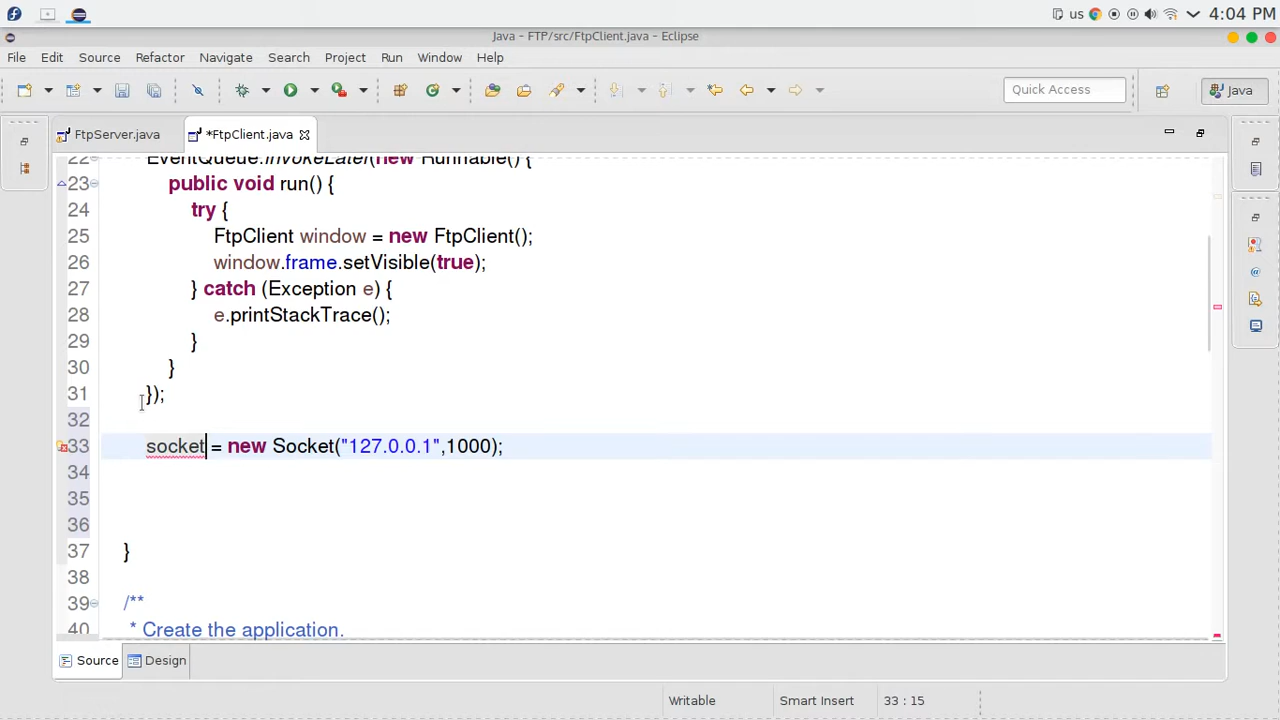 us 4:04 PM
Java - FTP/src/FtpClient.java - Eclipse
File Edit Source Refactor Navigate Search Project Run Window Help
Quick Access Java
FtpServer.java *FtpClient.java
22 EventQueue.invokeLater(new Runnable() {
23 public void run() {
24 try {
25 FtpClient window = new FtpClient();
26 window.frame.setVisible(true);
27 } catch (Exception e) {
28 e.printStackTrace();
29 }
30 }
31 });
32
33 socket = new Socket("127.0.0.1",1000);
34
35
36
37 }
38
39 /**
40 * Create the application.
Source Design
Writable Smart Insert 33 : 15